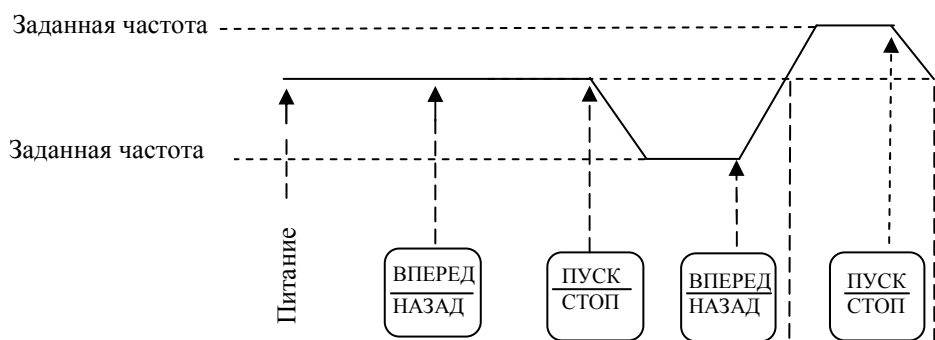 Заданная частота
Заданная частота
Питание
ВПЕРЕД
НАЗАД
ПУСК
СТОП
ВПЕРЕД
НАЗАД
ПУСК
СТОП